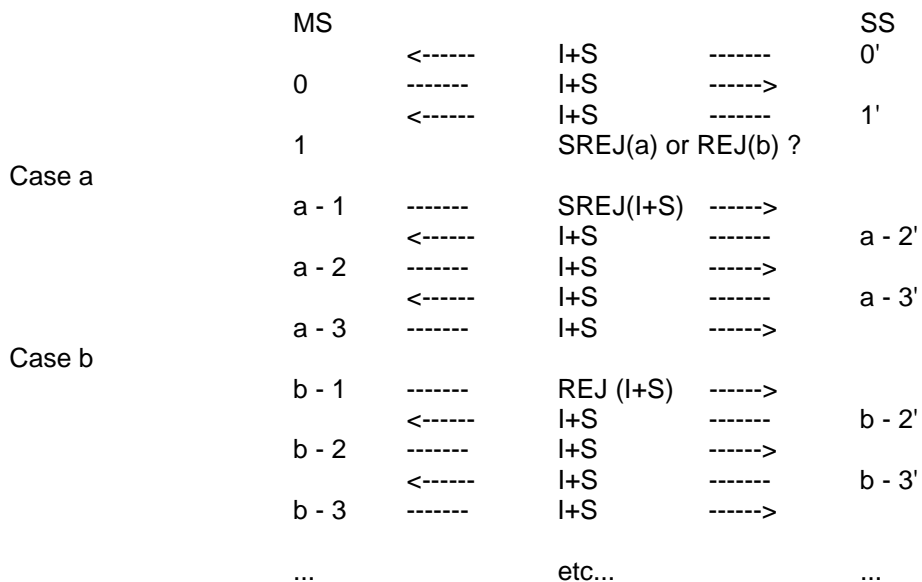 MS SS
<------ I+S ------- 0'
0 ------- I+S ------>
<------ I+S ------- 1'
1 SREJ(a) or REJ(b) ?
Case a
a - 1 ------- SREJ(I+S) ------>
<------ I+S ------- a - 2'
a - 2 ------- I+S ------>
<------ I+S ------- a - 3'
a - 3 ------- I+S ------>
Case b
b - 1 ------- REJ (I+S) ------>
<------ I+S ------- b - 2'
b - 2 ------- I+S ------>
<------ I+S ------- b - 3'
b - 3 ------- I+S ------>
... etc... ...